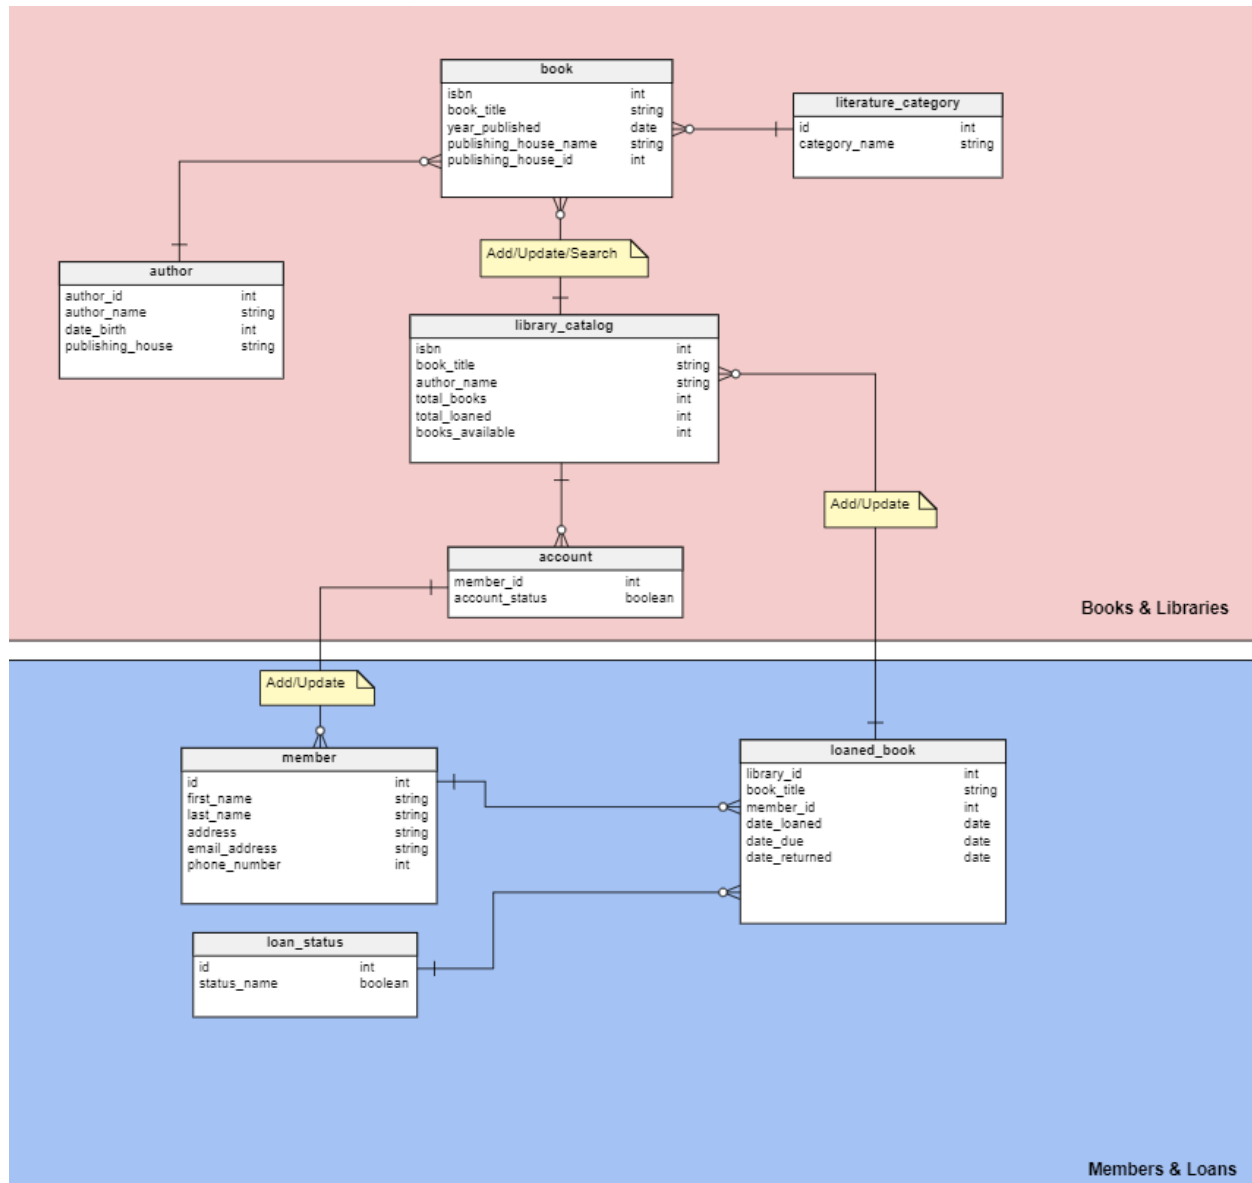 book
isbn int
book_title string
year_published date
publishing_house_name string
publishing_house_id int
literature_category
id int
category_name string
Add/Update/Search
author
author_id int
author_name string
date_birth int
publishing_house string
library_catalog
isbn int
book_title string
author_name string
total_books int
total_loaned int
books_available int
Add/Update
account
member_id int
account_status boolean
Books & Libraries
Add/Update
member
id int
first_name string
last_name string
address string
email_address string
phone_number int
loaned_book
library_id int
book_title string
member_id int
date_loaned date
date_due date
date_returned date
loan_status
id int
status_name boolean
Members & Loans